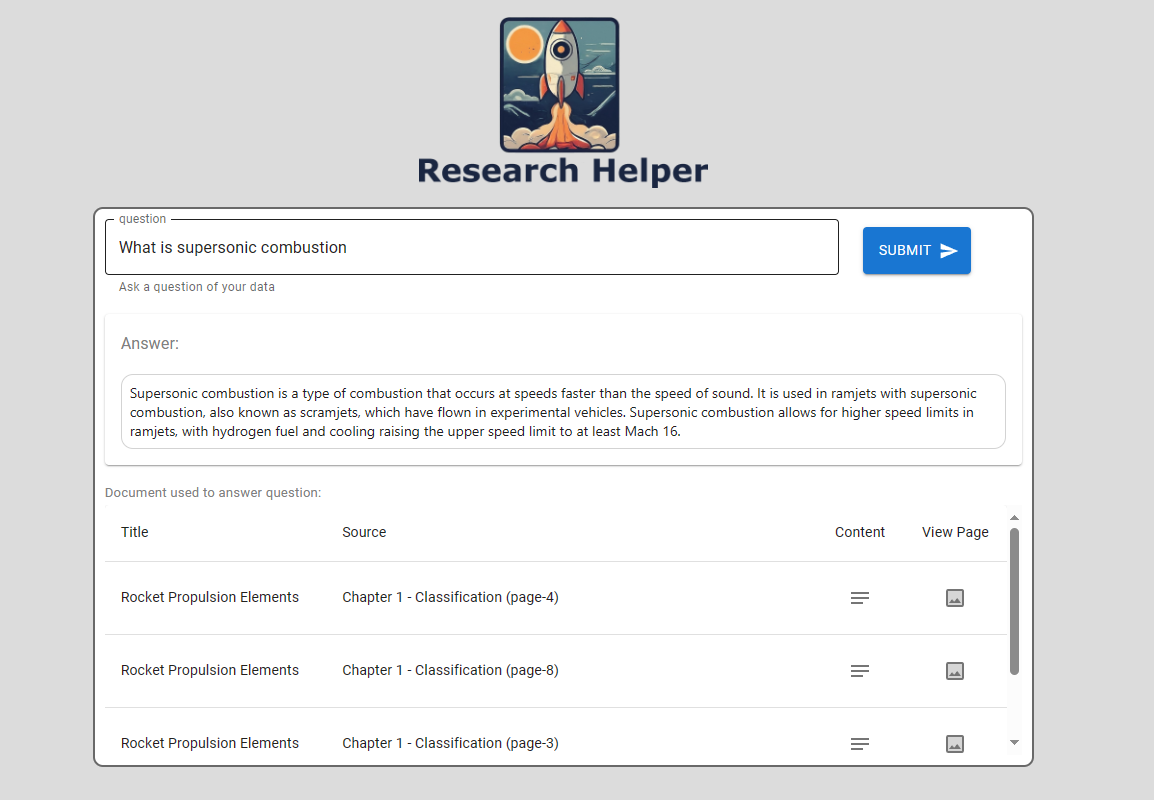 Research Helper
question
What is supersonic combustion
SUBMIT
Ask a question of your data
Answer:
Supersonic combustion is a type of combustion that occurs at speeds faster than the speed of sound. It is used in ramjets with supersonic
combustion, also known as scramjets, which have flown in experimental vehicles. Supersonic combustion allows for higher speed limits in
ramjets, with hydrogen fuel and cooling raising the upper speed limit to at least Mach 16.
Document used to answer question:
Title Source Content View Page
Rocket Propulsion Elements Chapter 1 - Classification (page-4)
Rocket Propulsion Elements Chapter 1 - Classification (page-8)
Rocket Propulsion Elements Chapter 1 - Classification (page-3)